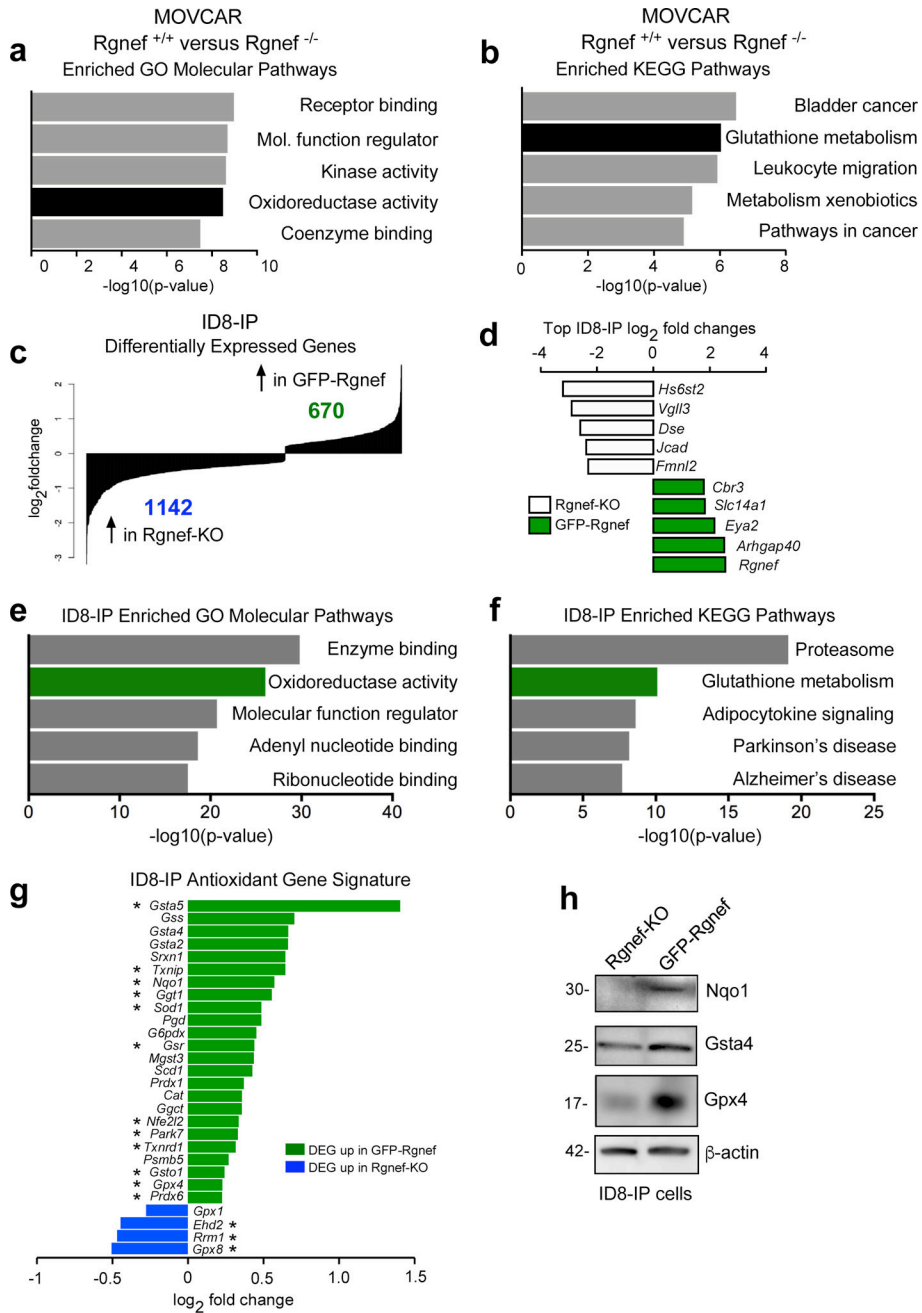 MOVCAR
Rgnef +/+ versus Rgnef -/-
a
Enriched GO Molecular Pathways
Receptor binding
Mol. function regulator
Kinase activity
Oxidoreductase activity
Coenzyme binding
0 2 4 6 8 10
-log10(p-value)
MOVCAR
Rgnef +/+ versus Rgnef -/-
b
Enriched KEGG Pathways
Bladder cancer
Glutathione metabolism
Leukocyte migration
Metabolism xenobiotics
Pathways in cancer
0 2 4 6 8
-log10(p-value)
c
ID8-IP
Differentially Expressed Genes
log2foldchange
2
1
0
-1
-2
-3
↑ in GFP-Rgnef
670
1142
↑ in Rgnef-KO
d
Top ID8-IP log2 fold changes
-4 -2 0 2 4
Hs6st2
Vgll3
Dse
Jcad
Fmnl2
Cbr3
Slc14a1
Eya2
Arhgap40
Rgnef
Rgnef-KO
GFP-Rgnef
e
ID8-IP Enriched GO Molecular Pathways
Enzyme binding
Oxidoreductase activity
Molecular function regulator
Adenyl nucleotide binding
Ribonucleotide binding
0 10 20 30 40
-log10(p-value)
f
ID8-IP Enriched KEGG Pathways
Proteasome
Glutathione metabolism
Adipocytokine signaling
Parkinson's disease
Alzheimer's disease
0 5 10 15 20 25
-log10(p-value)
g
ID8-IP Antioxidant Gene Signature
* Gsta5
Gss
Gsta4
Gsta2
Srxn1
* Txnip
* Nqo1
* Ggt1
* Sod1
Pgd
G6pdx
* Gsr
Mgst3
Scd1
Prdx1
Cat
Ggct
* Nfe2l2
* Park7
* Txnrd1
Psmb5
* Gsto1
* Gpx4
* Prdx6
Gpx1
Ehd2 *
Rrm1 *
Gpx8 *
DEG up in GFP-Rgnef
DEG up in Rgnef-KO
-1 -0.5 0 0.5 1 1.5
log2 fold change
h
Rgnef-KO
GFP-Rgnef
30- Nqo1
25- Gsta4
17- Gpx4
42- β-actin
ID8-IP cells